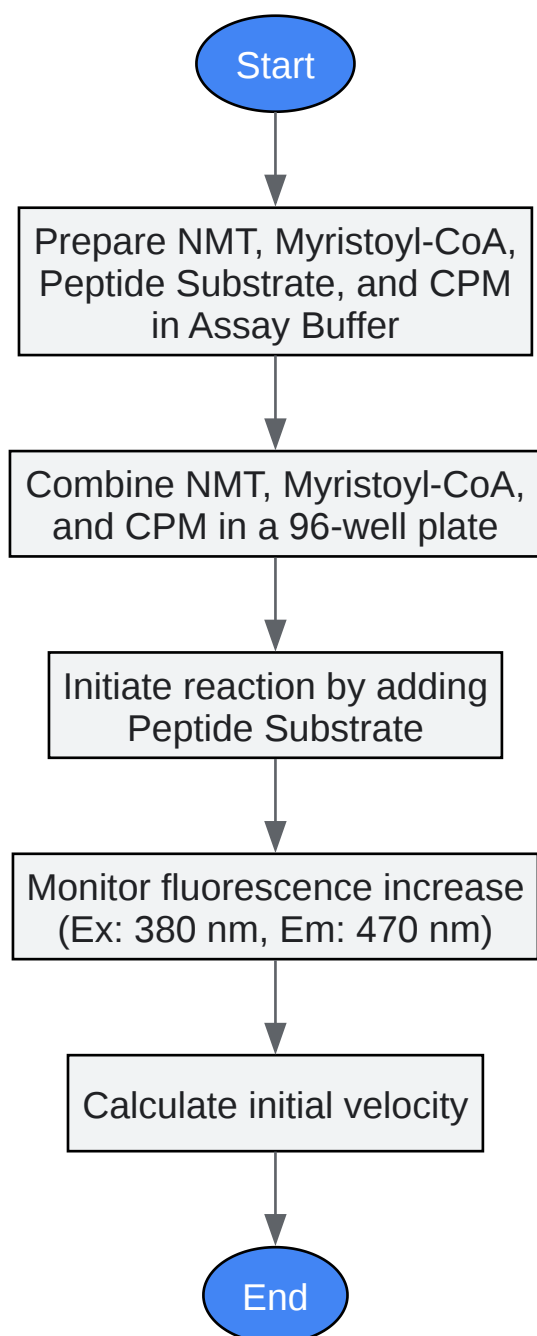 Start
Prepare NMT, Myristoyl-CoA,
Peptide Substrate, and CPM
in Assay Buffer
Combine NMT, Myristoyl-CoA,
and CPM in a 96-well plate
Initiate reaction by adding
Peptide Substrate
Monitor fluorescence increase
(Ex: 380 nm, Em: 470 nm)
Calculate initial velocity
End